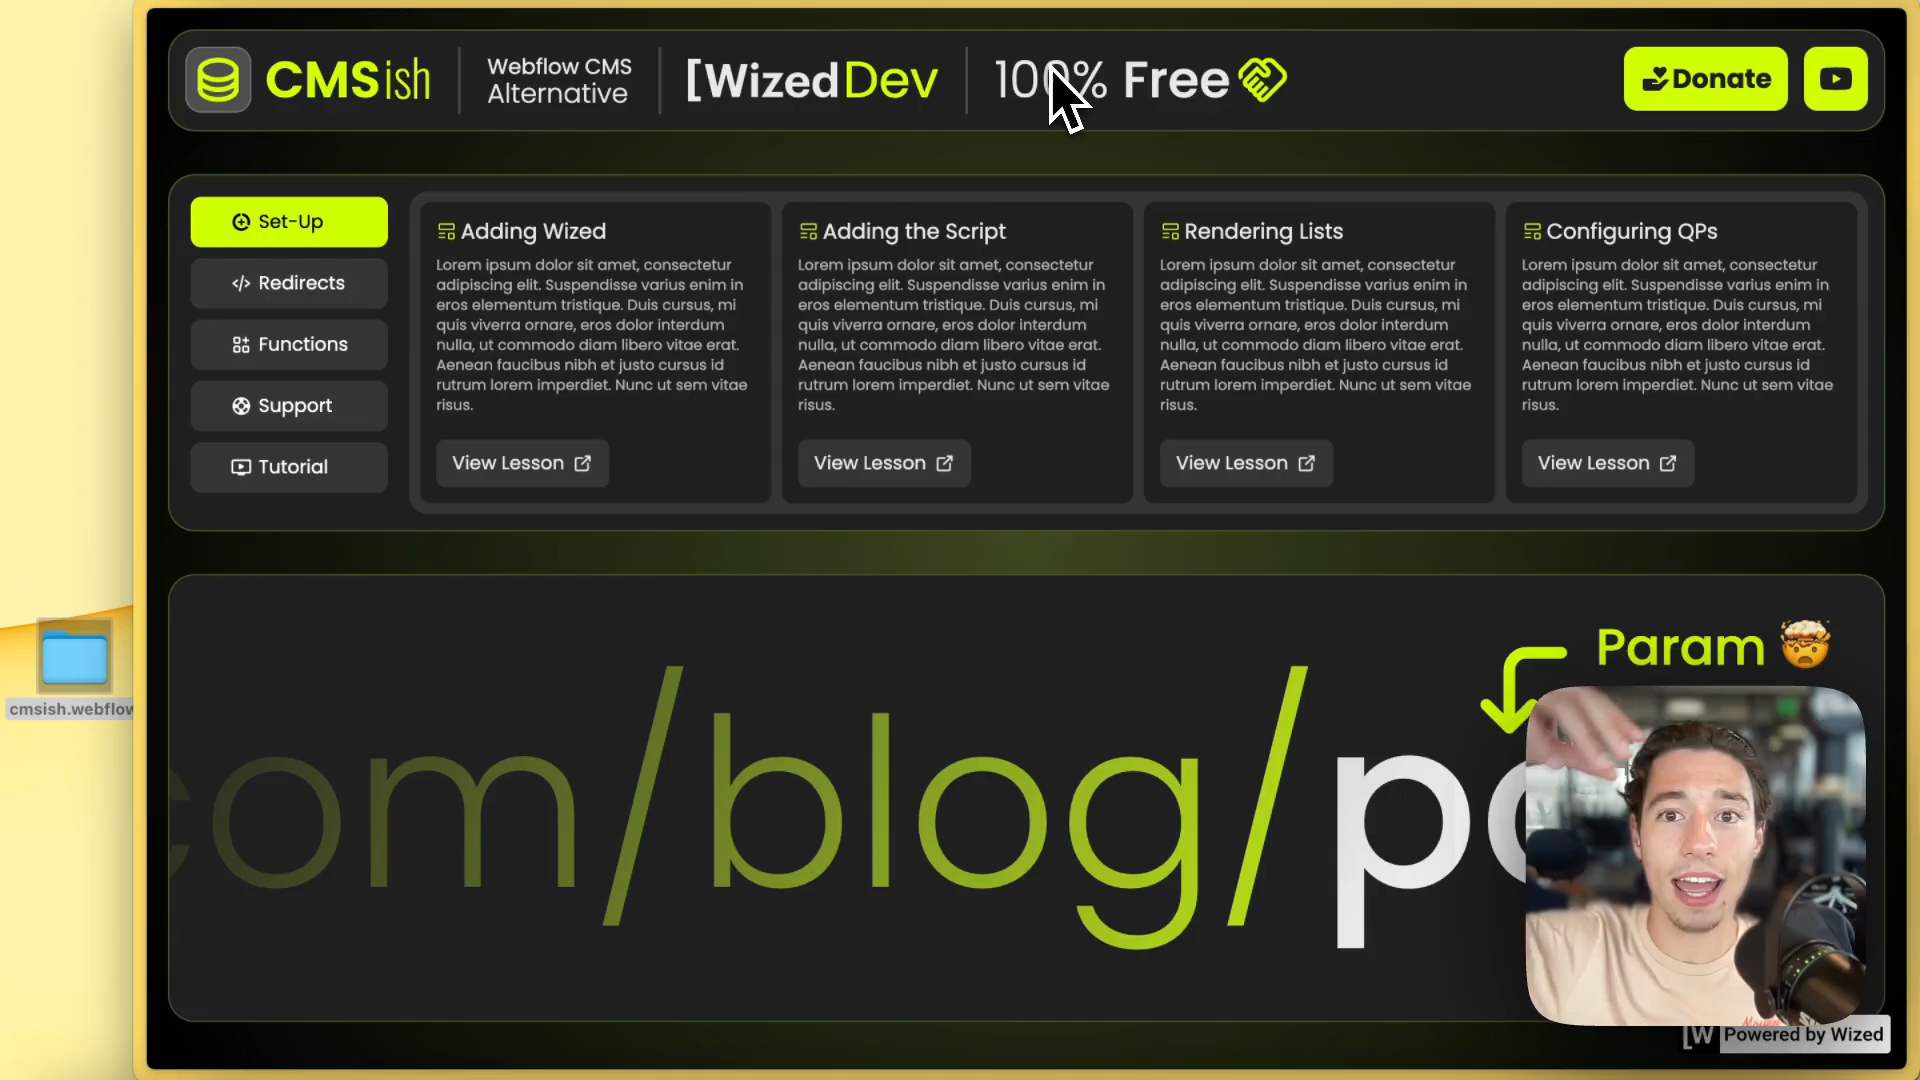 CMSish
Webflow CMS
Alternative
[Wized Dev
100% Free
Donate
Set-Up
Redirects
Functions
Support
Tutorial
Adding Wized
Lorem ipsum dolor sit amet, consectetur
adipiscing elit. Suspendisse varius enim in
eros elementum tristique. Duis cursus, mi
quis viverra ornare, eros dolor interdum
nulla, ut commodo diam libero vitae erat.
Aenean faucibus nibh et justo cursus id
rutrum lorem imperdiet. Nunc ut sem vitae
risus.
View Lesson
Adding the Script
Lorem ipsum dolor sit amet, consectetur
adipiscing elit. Suspendisse varius enim in
eros elementum tristique. Duis cursus, mi
quis viverra ornare, eros dolor interdum
nulla, ut commodo diam libero vitae erat.
Aenean faucibus nibh et justo cursus id
rutrum lorem imperdiet. Nunc ut sem vitae
risus.
View Lesson
Rendering Lists
Lorem ipsum dolor sit amet, consectetur
adipiscing elit. Suspendisse varius enim in
eros elementum tristique. Duis cursus, mi
quis viverra ornare, eros dolor interdum
nulla, ut commodo diam libero vitae erat.
Aenean faucibus nibh et justo cursus id
rutrum lorem imperdiet. Nunc ut sem vitae
risus.
View Lesson
Configuring QPs
Lorem ipsum dolor sit amet, consectetur
adipiscing elit. Suspendisse varius enim in
eros elementum tristique. Duis cursus, mi
quis viverra ornare, eros dolor interdum
nulla, ut commodo diam libero vitae erat.
Aenean faucibus nibh et justo cursus id
rutrum lorem imperdiet. Nunc ut sem vitae
risus.
View Lesson
cmsish.webflow
Param 🤯
com/blog/p
[W Powered by Wized